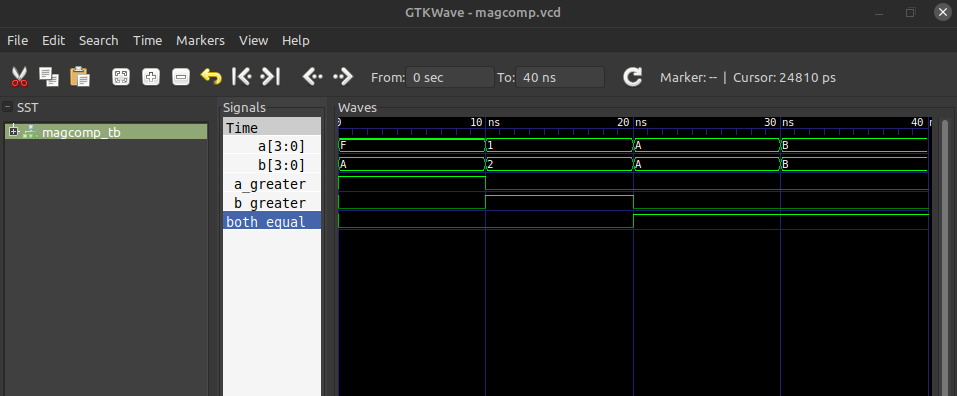 GTKWave - magcomp.vcd
File Edit Search Time Markers View Help
From: 0 sec To: 40 ns Marker: -- | Cursor: 24810 ps
SST
magcomp_tb
Signals
Time
a[3:0]
b[3:0]
a_greater
b_greater
both_equal
Waves
0 10 ns 20 ns 30 ns 40
F 1 A B
A 2 A B